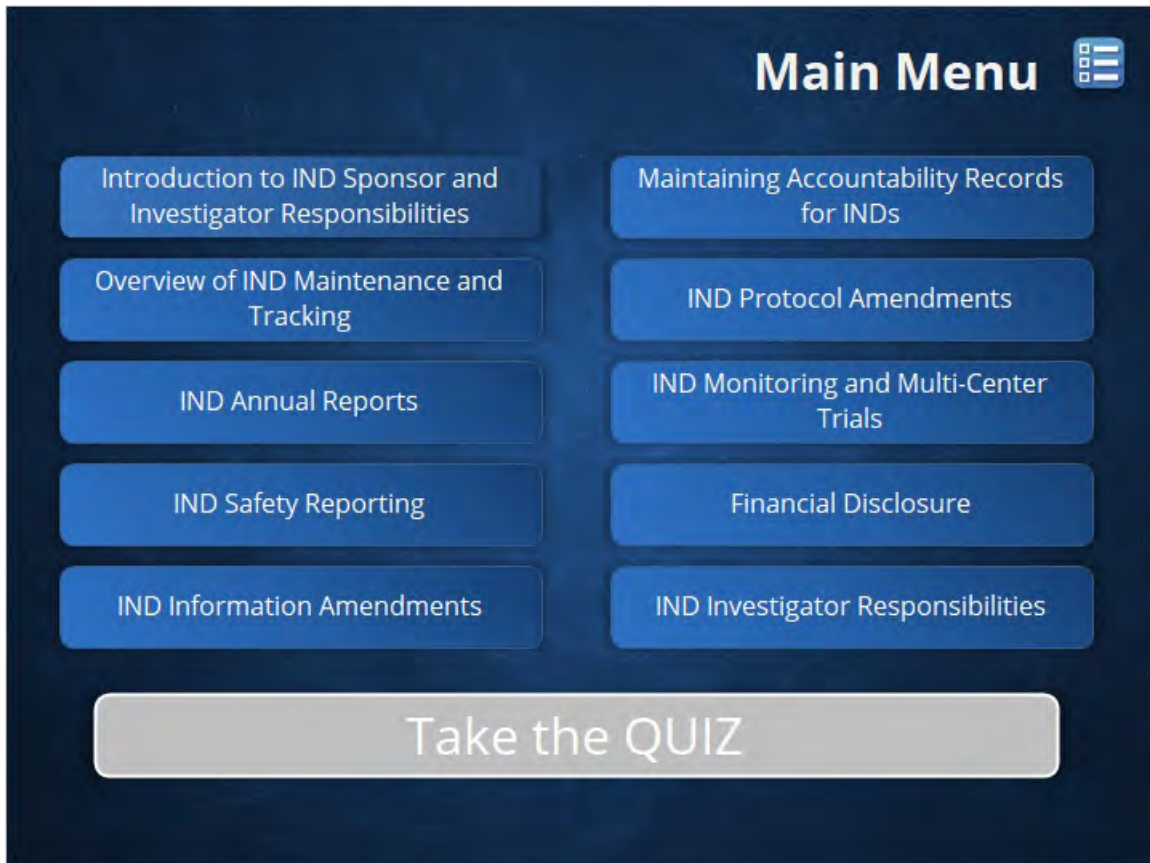 Main Menu
Introduction to IND Sponsor and
Investigator Responsibilities
Overview of IND Maintenance and
Tracking
IND Annual Reports
IND Safety Reporting
IND Information Amendments
Maintaining Accountability Records
for INDs
IND Protocol Amendments
IND Monitoring and Multi-Center
Trials
Financial Disclosure
IND Investigator Responsibilities
Take the QUIZ